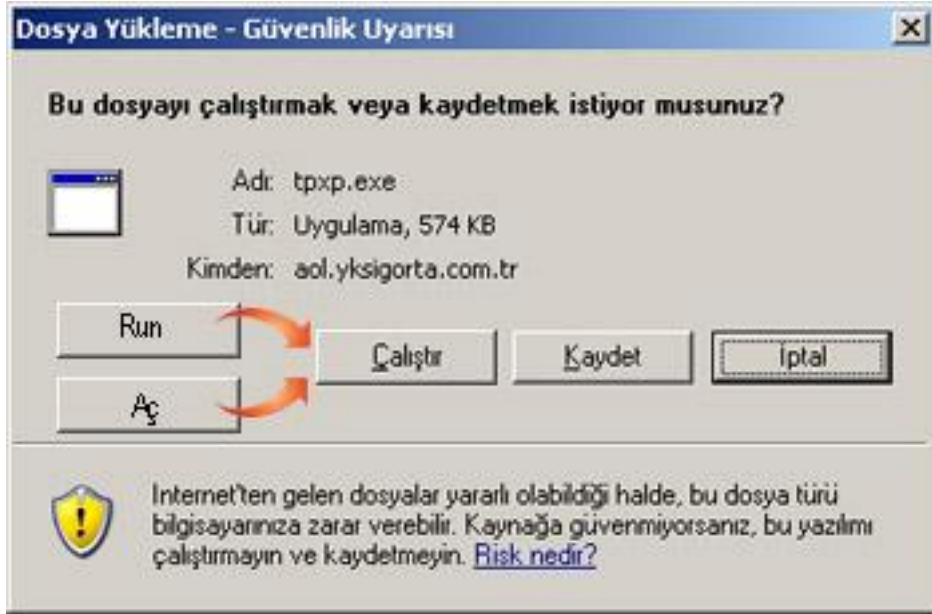 Dosya Yükleme - Güvenlik Uyarısı
Bu dosyayı çalıştırmak veya kaydetmek istiyor musunuz?
Adı: tpxp.exe
Tür: Uygulama, 574 KB
Kimden: aol.yksigorta.com.tr
Run
Çalıştır Kaydet İptal
Aç
Internet'ten gelen dosyalar yararlı olabildiği halde, bu dosya türü
bilgisayarınıza zarar verebilir. Kaynağa güvenmiyorsanız, bu yazılımı
çalıştırmayın ve kaydetmeyin. Risk nedir?